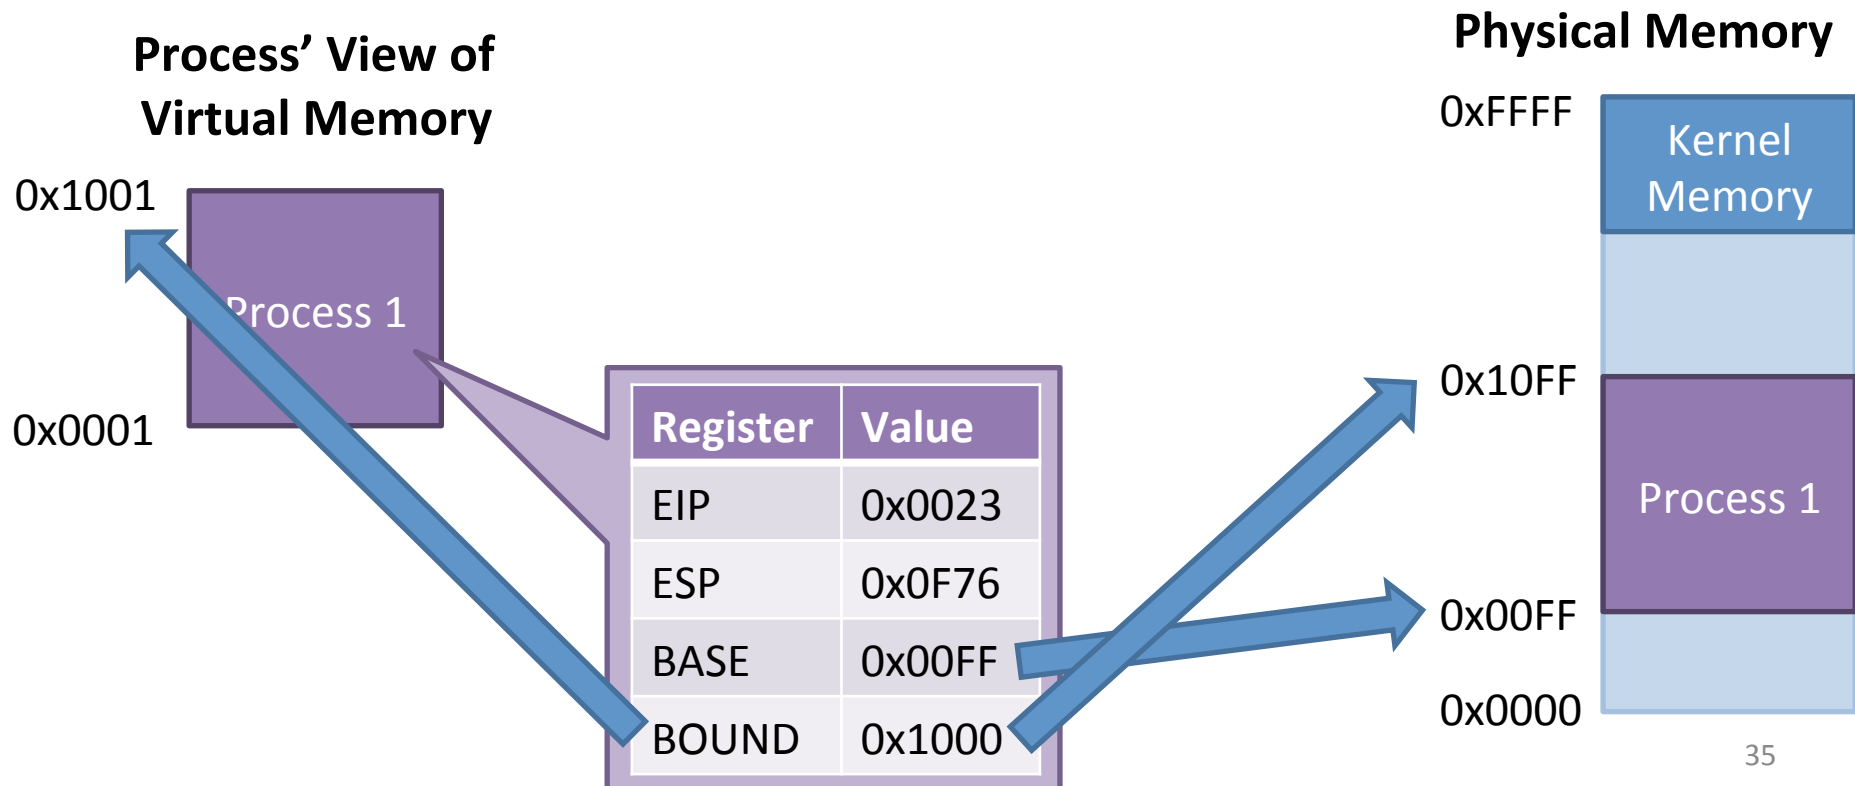 Process’ View of
Virtual Memory
0x1001
Process 1
0x0001
Register Value
EIP 0x0023
ESP 0x0F76
BASE 0x00FF
BOUND 0x1000
Physical Memory
0xFFFF
Kernel
Memory
0x10FF
Process 1
0x00FF
0x0000
35